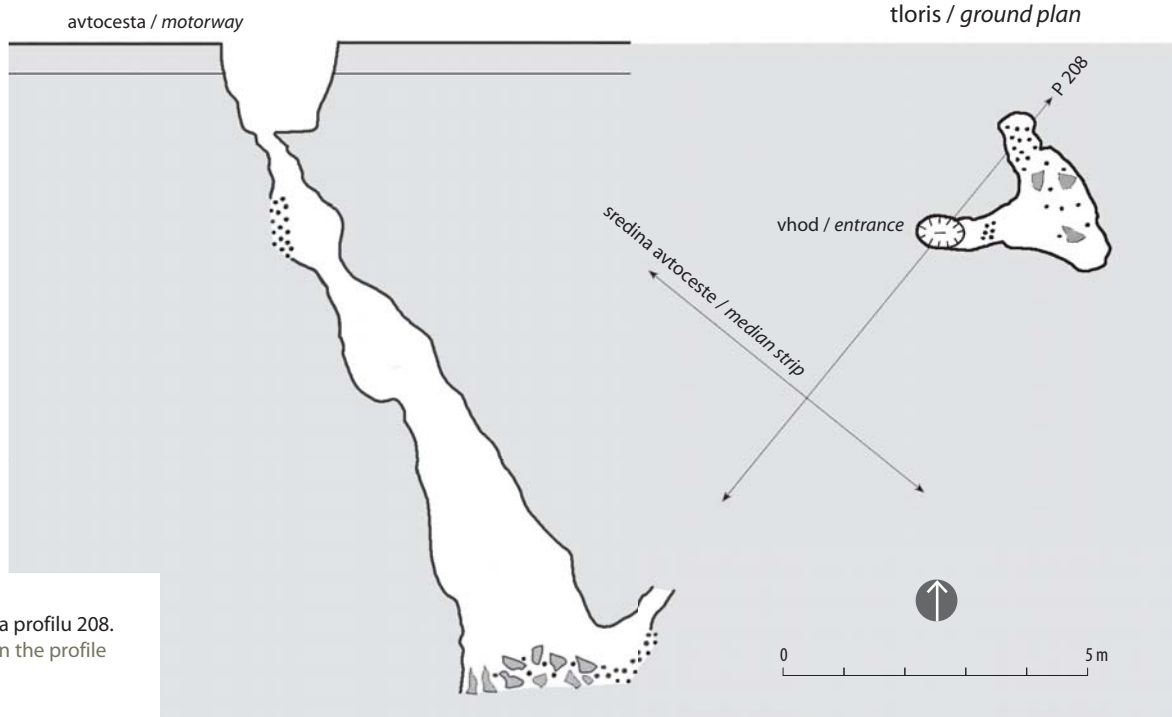 avtocesta / motorway
tloris / ground plan
P 208
vhod / entrance
sredina avtoceste / median strip
0 5 m
a profilu 208.
n the profile